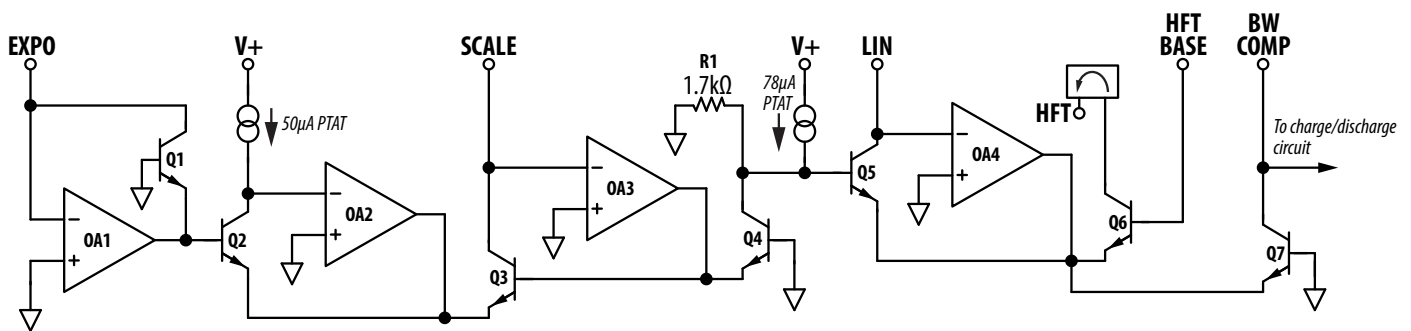 EXPO
V+
SCALE
R1
1.7kΩ
V+
78μA
PTAT
LIN
HFT
BASE
BW
COMP
50μA PTAT
HFT
To charge/discharge
circuit
Q1
Q5
OA4
OA3
OA2
OA1
Q2
Q3
Q4
Q6
Q7
−
+
−
+
−
+
−
+